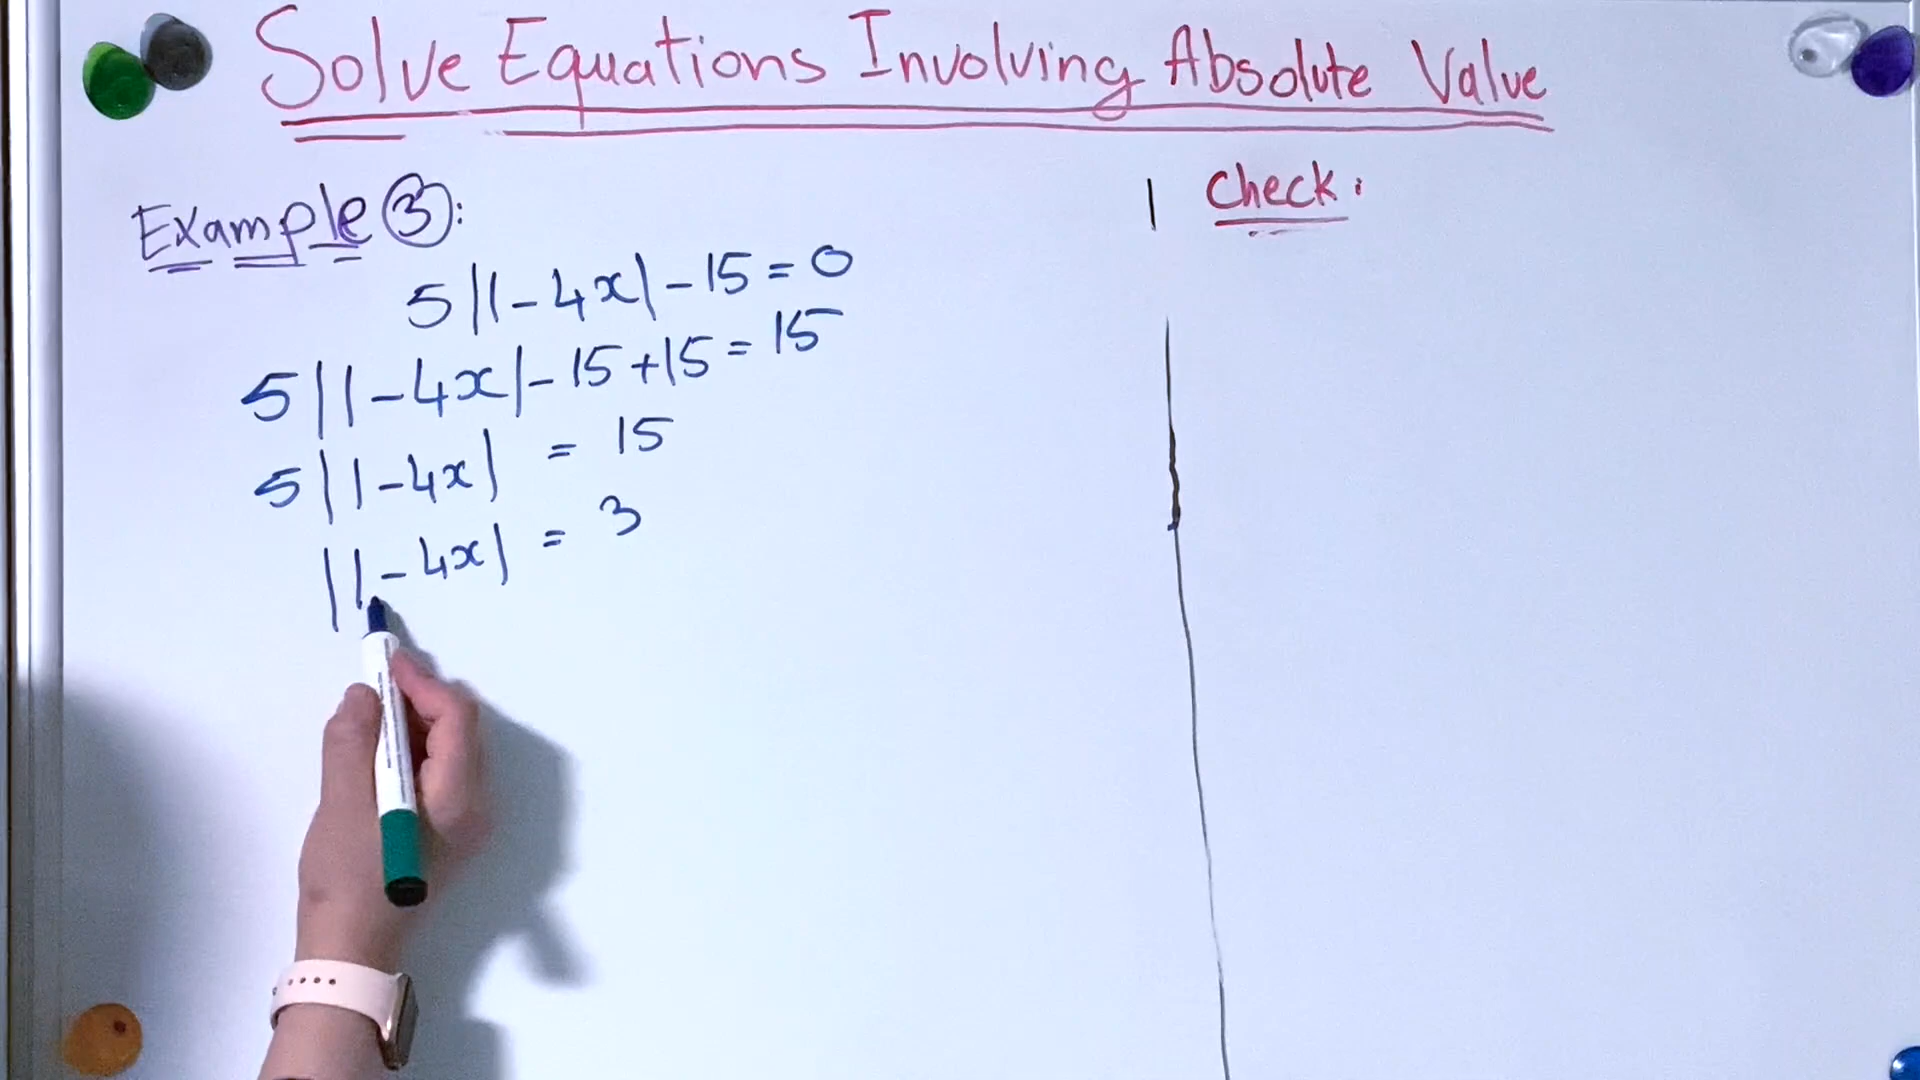 Solve Equations Involving Absolute Value
Example ③:
5|1-4x|-15=0
5|1-4x|-15+15=15
5|1-4x| = 15
|1-4x| = 3
Check: